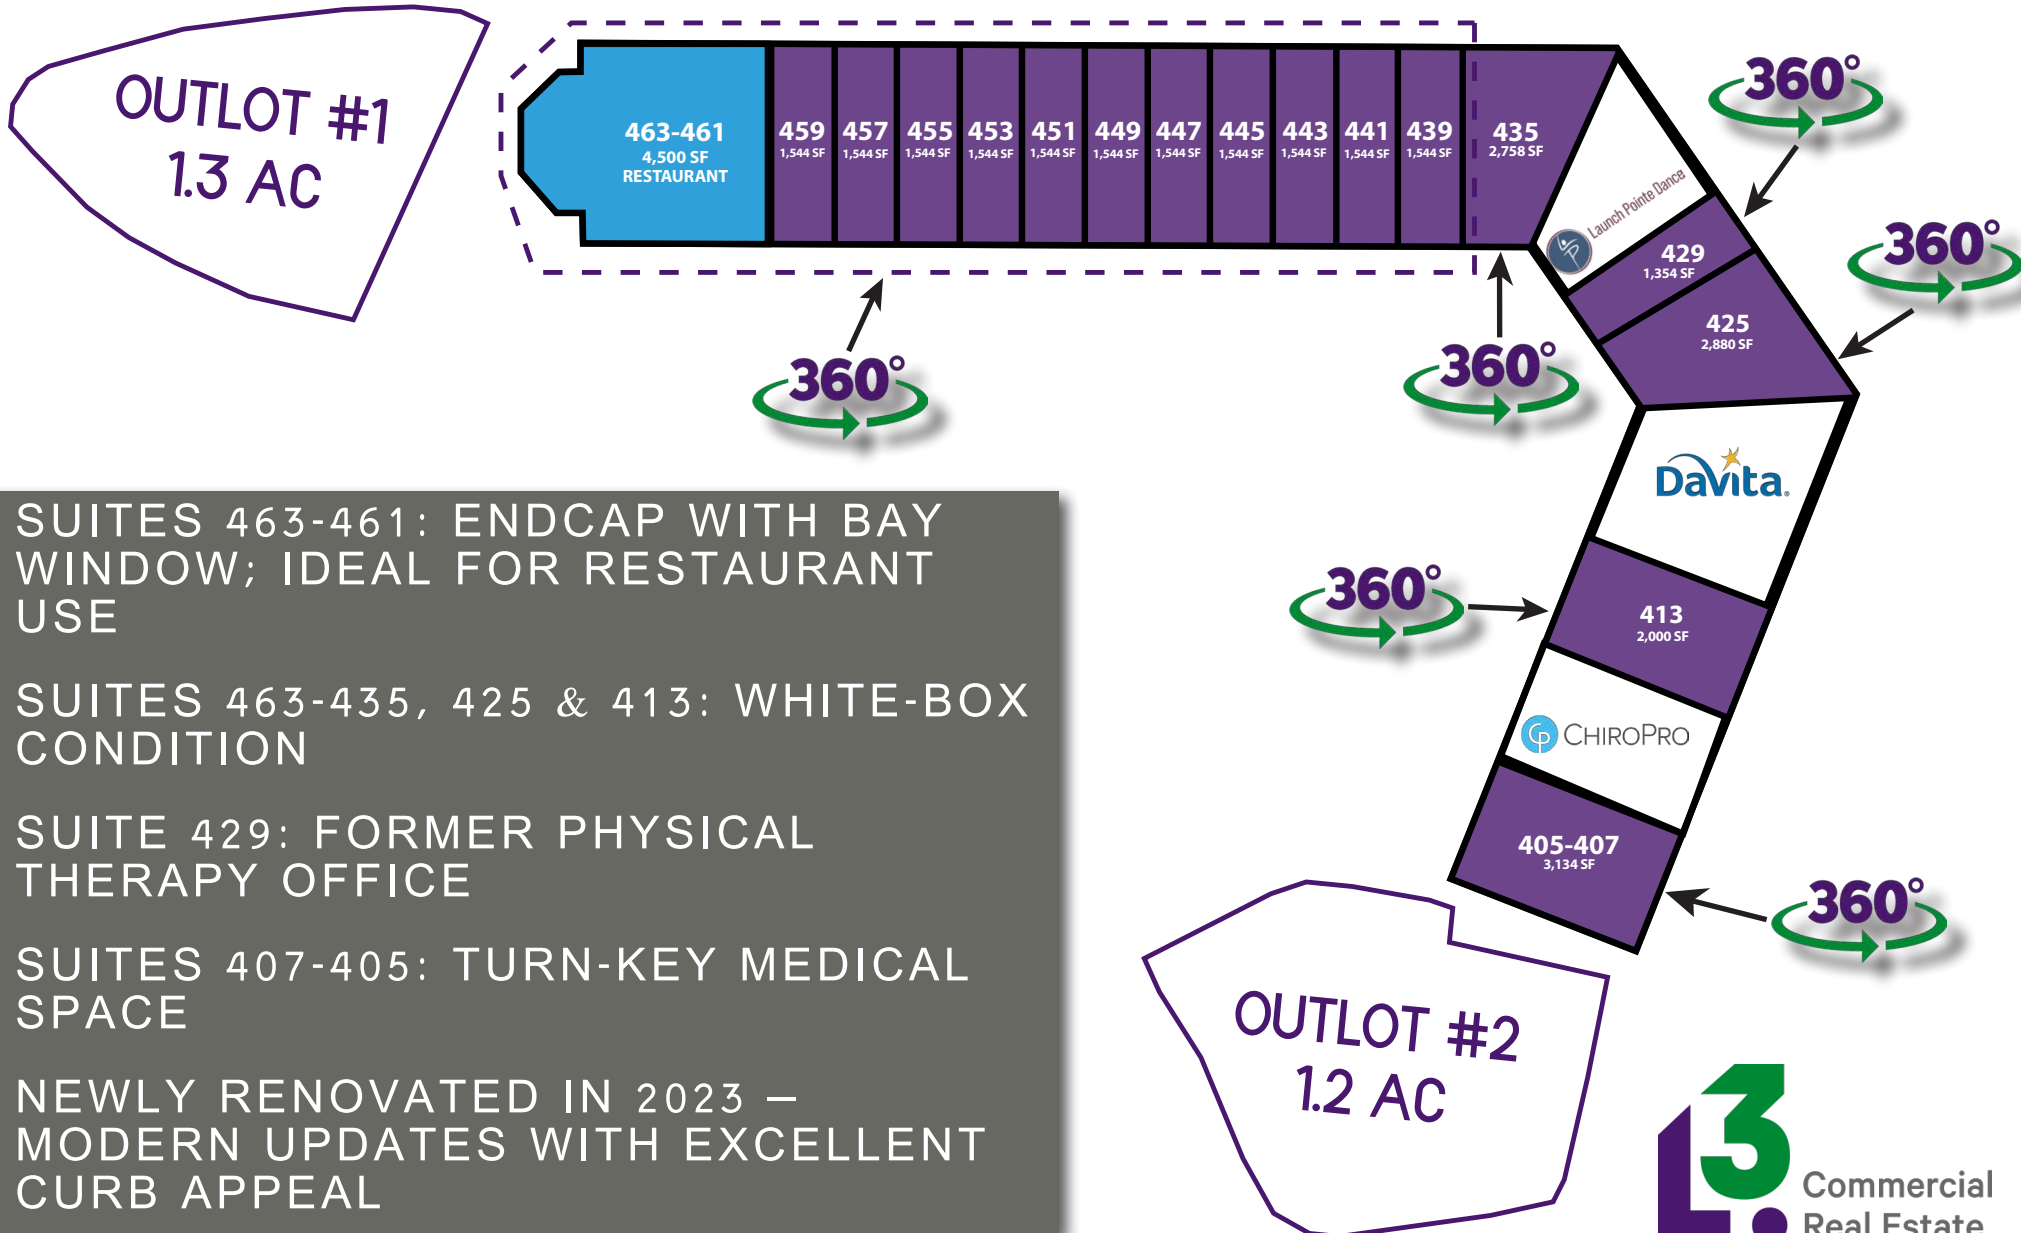 OUTLOT #1
1.3 AC
463-461
4,500 SF
RESTAURANT
459
1,544 SF
457
1,544 SF
455
1,544 SF
453
1,544 SF
451
1,544 SF
449
1,544 SF
447
1,544 SF
445
1,544 SF
443
1,544 SF
441
1,544 SF
439
1,544 SF
435
2,758 SF
Launch Pointe Dance
429
1,354 SF
425
2,880 SF
360°
360°
360°
360°
DaVita.
360°
413
2,000 SF
CP CHIROPRO
405-407
3,134 SF
360°
SUITES 463-461: ENDCAP WITH BAY
WINDOW; IDEAL FOR RESTAURANT
USE
SUITES 463-435, 425 & 413: WHITE-BOX
CONDITION
SUITE 429: FORMER PHYSICAL
THERAPY OFFICE
SUITES 407-405: TURN-KEY MEDICAL
SPACE
NEWLY RENOVATED IN 2023 –
MODERN UPDATES WITH EXCELLENT
CURB APPEAL
OUTLOT #2
1.2 AC
L3
Commercial
Real Estate